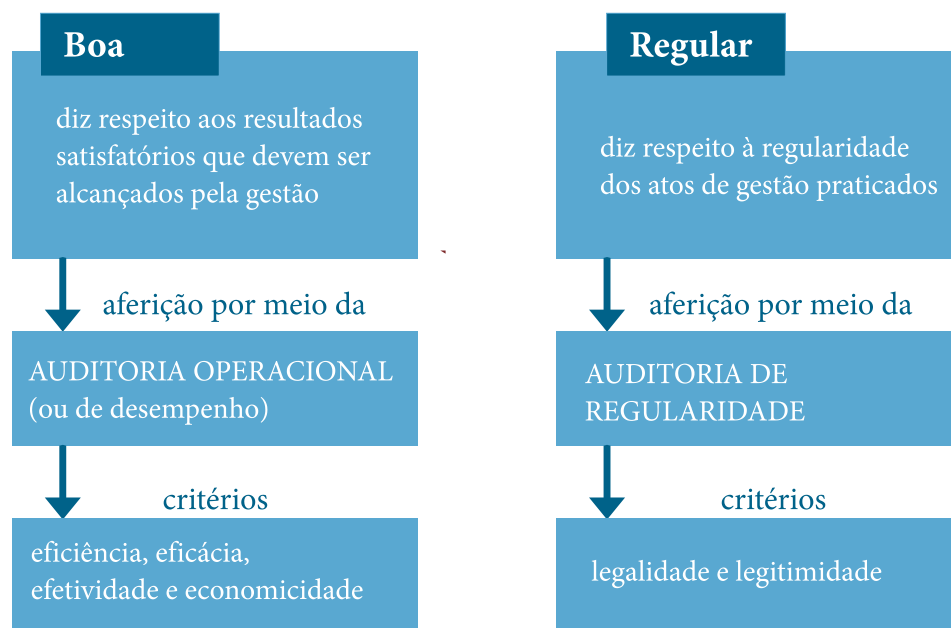 Boa
diz respeito aos resultados
satisfatórios que devem ser
alcançados pela gestão
aferição por meio da
AUDITORIA OPERACIONAL
(ou de desempenho)
critérios
eficiência, eficácia,
efetividade e economicidade
Regular
diz respeito à regularidade
dos atos de gestão praticados
aferição por meio da
AUDITORIA DE
REGULARIDADE
critérios
legalidade e legitimidade